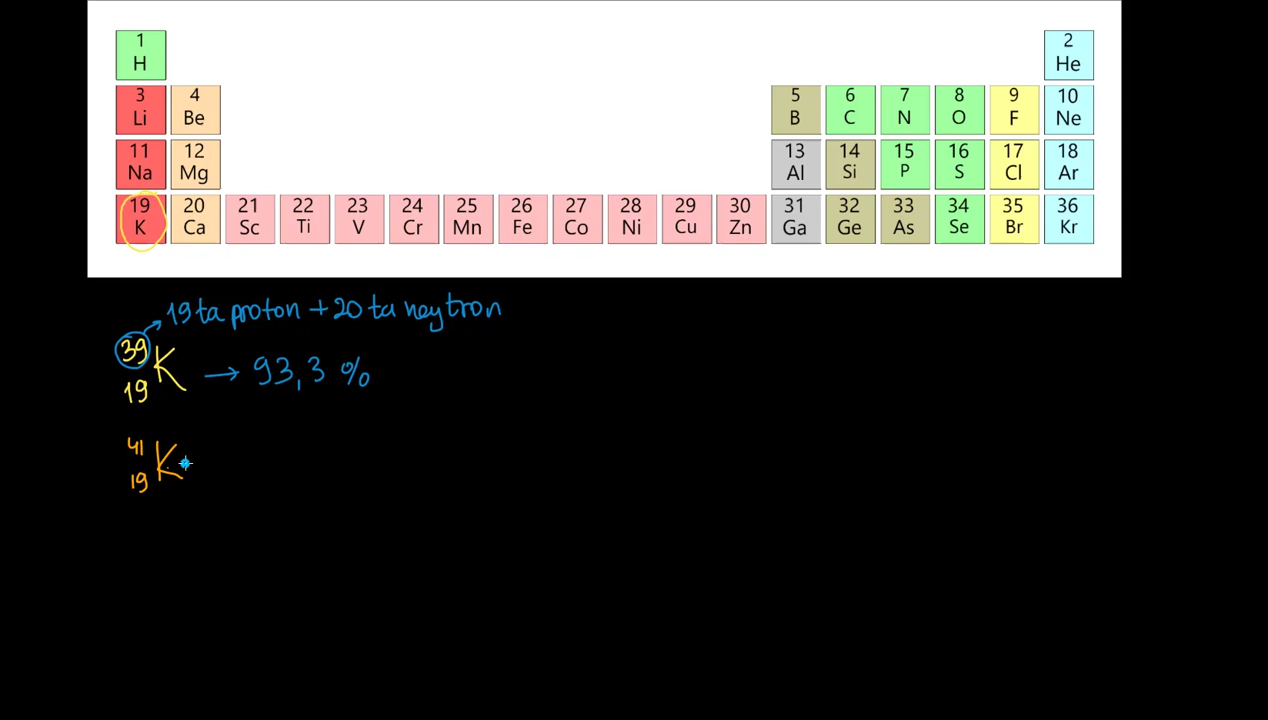 1 2
H He
3 4 5 6 7 8 9 10
Li Be B C N O F Ne
11 12 13 14 15 16 17 18
Na Mg Al Si P S Cl Ar
19 20 21 22 23 24 25 26 27 28 29 30 31 32 33 34 35 36
K Ca Sc Ti V Cr Mn Fe Co Ni Cu Zn Ga Ge As Se Br Kr
19 ta proton + 20 ta neytron
39
19 K → 93,3 %
41
19 K